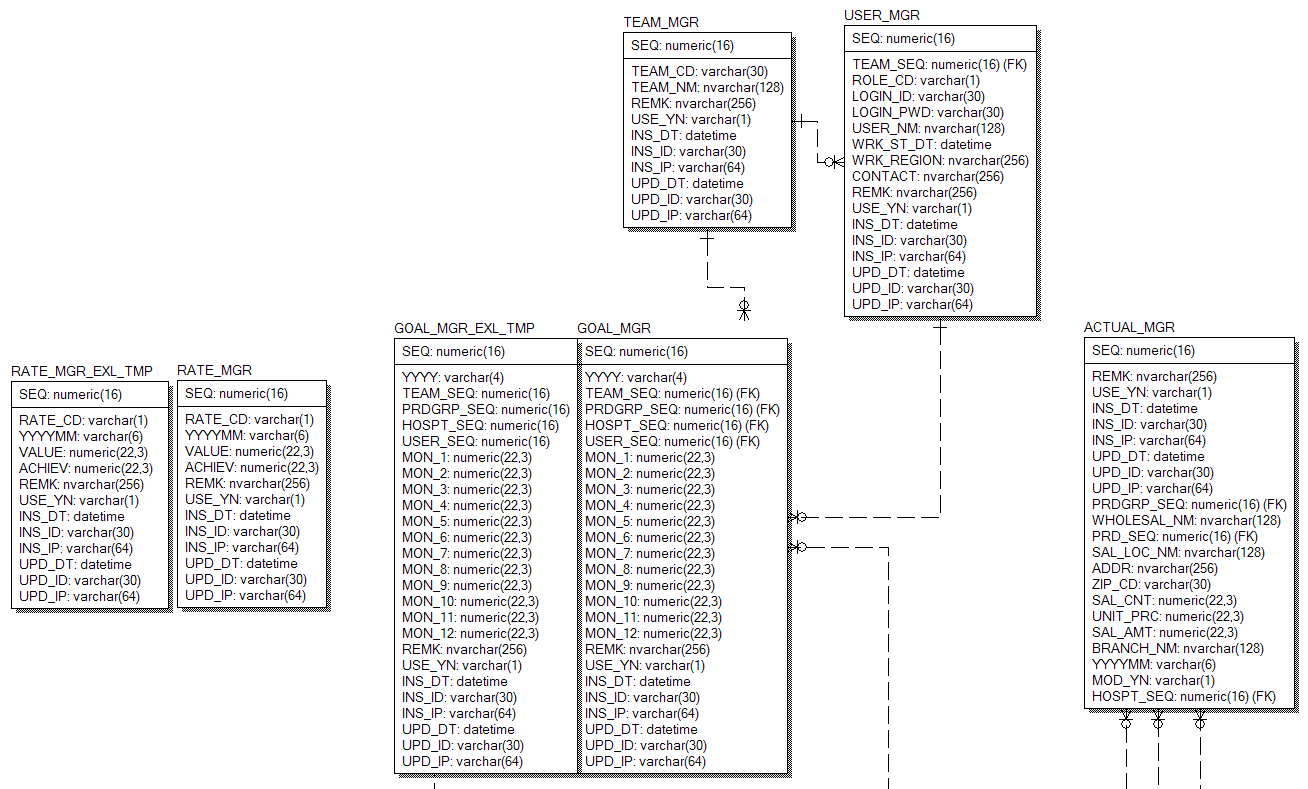 TEAM_MGR
SEQ: numeric(16)
TEAM_CD: varchar(30)
TEAM_NM: nvarchar(128)
REMK: nvarchar(256)
USE_YN: varchar(1)
INS_DT: datetime
INS_ID: varchar(30)
INS_IP: varchar(64)
UPD_DT: datetime
UPD_ID: varchar(30)
UPD_IP: varchar(64)
USER_MGR
SEQ: numeric(16)
TEAM_SEQ: numeric(16) (FK)
ROLE_CD: varchar(1)
LOGIN_ID: varchar(30)
LOGIN_PWD: varchar(30)
USER_NM: nvarchar(128)
WRK_ST_DT: datetime
WRK_REGION: nvarchar(256)
CONTACT: nvarchar(256)
REMK: nvarchar(256)
USE_YN: varchar(1)
INS_DT: datetime
INS_ID: varchar(30)
INS_IP: varchar(64)
UPD_DT: datetime
UPD_ID: varchar(30)
UPD_IP: varchar(64)
RATE_MGR_EXL_TMP
SEQ: numeric(16)
RATE_CD: varchar(1)
YYYYMM: varchar(6)
VALUE: numeric(22,3)
ACHIEV: numeric(22,3)
REMK: nvarchar(256)
USE_YN: varchar(1)
INS_DT: datetime
INS_ID: varchar(30)
INS_IP: varchar(64)
UPD_DT: datetime
UPD_ID: varchar(30)
UPD_IP: varchar(64)
RATE_MGR
SEQ: numeric(16)
RATE_CD: varchar(1)
YYYYMM: varchar(6)
VALUE: numeric(22,3)
ACHIEV: numeric(22,3)
REMK: nvarchar(256)
USE_YN: varchar(1)
INS_DT: datetime
INS_ID: varchar(30)
INS_IP: varchar(64)
UPD_DT: datetime
UPD_ID: varchar(30)
UPD_IP: varchar(64)
GOAL_MGR_EXL_TMP
SEQ: numeric(16)
YYYY: varchar(4)
TEAM_SEQ: numeric(16)
PRDGRP_SEQ: numeric(16)
HOSPT_SEQ: numeric(16)
USER_SEQ: numeric(16)
MON_1: numeric(22,3)
MON_2: numeric(22,3)
MON_3: numeric(22,3)
MON_4: numeric(22,3)
MON_5: numeric(22,3)
MON_6: numeric(22,3)
MON_7: numeric(22,3)
MON_8: numeric(22,3)
MON_9: numeric(22,3)
MON_10: numeric(22,3)
MON_11: numeric(22,3)
MON_12: numeric(22,3)
REMK: nvarchar(256)
USE_YN: varchar(1)
INS_DT: datetime
INS_ID: varchar(30)
INS_IP: varchar(64)
UPD_DT: datetime
UPD_ID: varchar(30)
UPD_IP: varchar(64)
GOAL_MGR
SEQ: numeric(16)
YYYY: varchar(4)
TEAM_SEQ: numeric(16) (FK)
PRDGRP_SEQ: numeric(16) (FK)
HOSPT_SEQ: numeric(16) (FK)
USER_SEQ: numeric(16) (FK)
MON_1: numeric(22,3)
MON_2: numeric(22,3)
MON_3: numeric(22,3)
MON_4: numeric(22,3)
MON_5: numeric(22,3)
MON_6: numeric(22,3)
MON_7: numeric(22,3)
MON_8: numeric(22,3)
MON_9: numeric(22,3)
MON_10: numeric(22,3)
MON_11: numeric(22,3)
MON_12: numeric(22,3)
REMK: nvarchar(256)
USE_YN: varchar(1)
INS_DT: datetime
INS_ID: varchar(30)
INS_IP: varchar(64)
UPD_DT: datetime
UPD_ID: varchar(30)
UPD_IP: varchar(64)
ACTUAL_MGR
SEQ: numeric(16)
REMK: nvarchar(256)
USE_YN: varchar(1)
INS_DT: datetime
INS_ID: varchar(30)
INS_IP: varchar(64)
UPD_DT: datetime
UPD_ID: varchar(30)
UPD_IP: varchar(64)
PRDGRP_SEQ: numeric(16) (FK)
WHOLESAL_NM: nvarchar(128)
PRD_SEQ: numeric(16) (FK)
SAL_LOC_NM: nvarchar(128)
ADDR: nvarchar(256)
ZIP_CD: varchar(30)
SAL_CNT: numeric(22,3)
UNIT_PRC: numeric(22,3)
SAL_AMT: numeric(22,3)
BRANCH_NM: nvarchar(128)
YYYYMM: varchar(6)
MOD_YN: varchar(1)
HOSPT_SEQ: numeric(16) (FK)